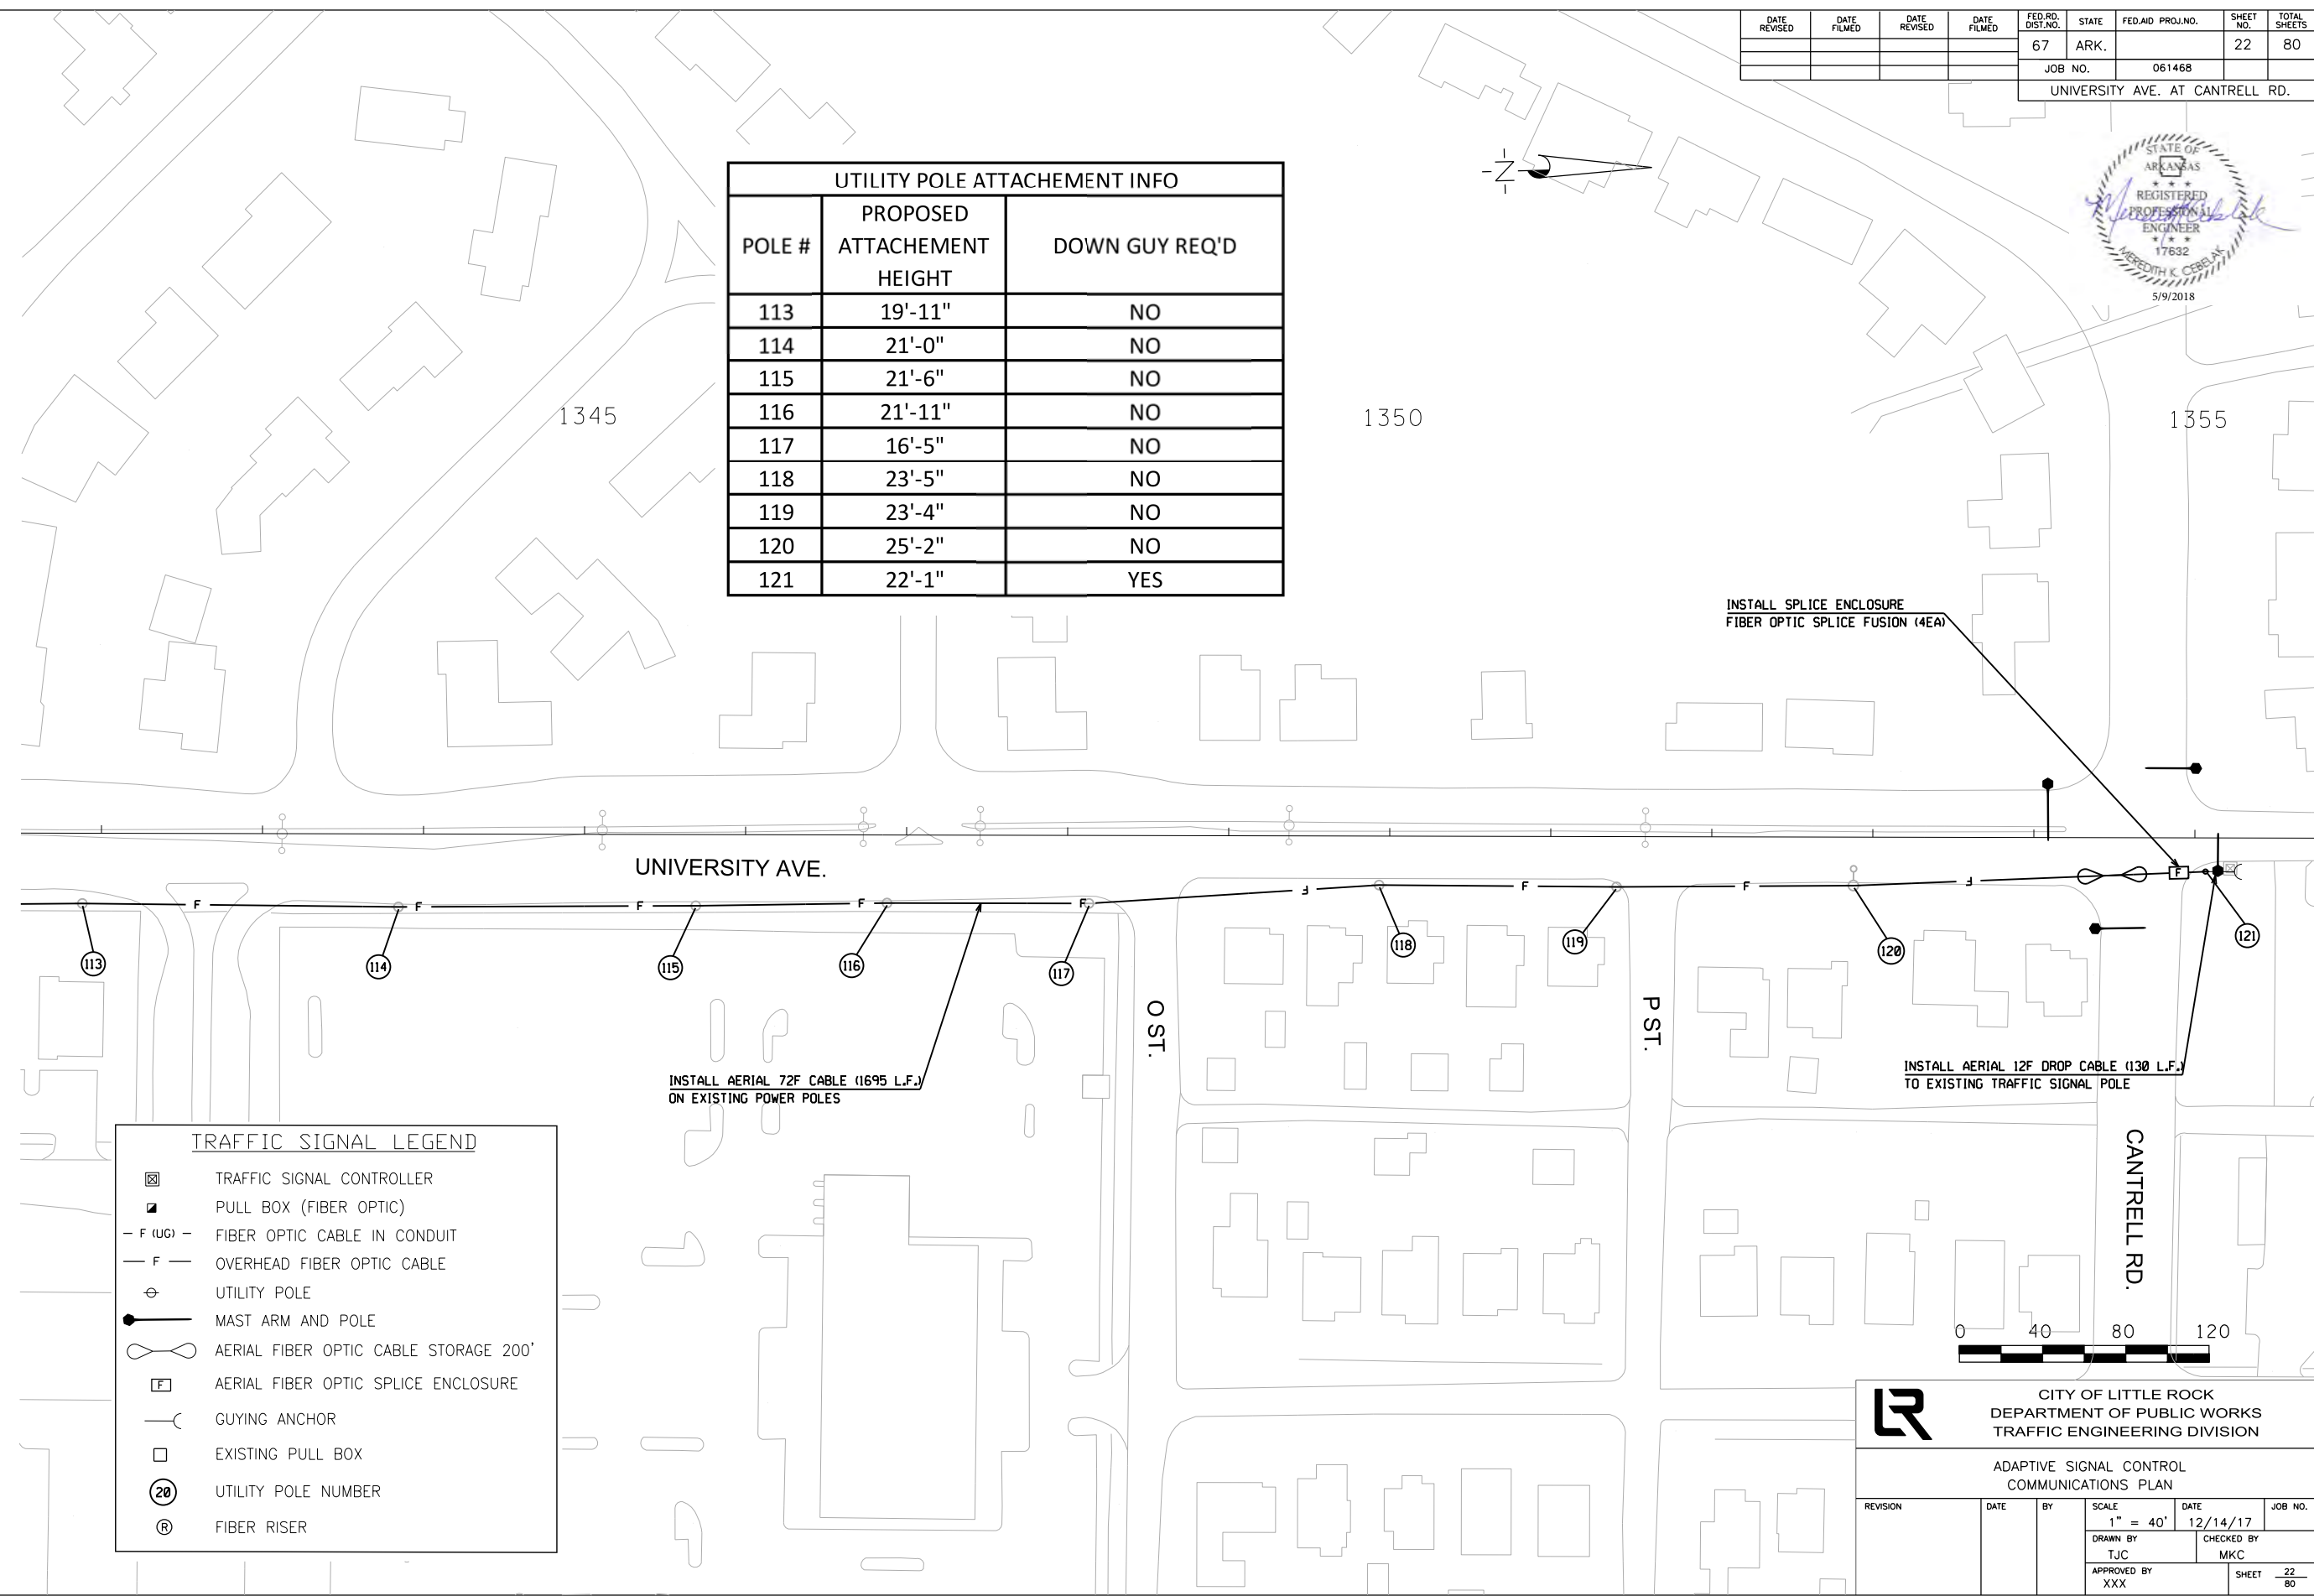 DATE REVISED
DATE FILMED
DATE REVISED
DATE FILMED
FED.RD. DIST.NO.
STATE
FED.AID PROJ.NO.
SHEET NO.
TOTAL SHEETS
67 ARK. 22 80
JOB NO. 061468
UNIVERSITY AVE. AT CANTRELL RD.
STATE OF
ARKANSAS
REGISTERED
PROFESSIONAL
ENGINEER
17632
MEREDITH K. CEBELAK
5/9/2018
N
UTILITY POLE ATTACHEMENT INFO
POLE # PROPOSED ATTACHEMENT HEIGHT DOWN GUY REQ'D
113 19'-11" NO
114 21'-0" NO
115 21'-6" NO
116 21'-11" NO
117 16'-5" NO
118 23'-5" NO
119 23'-4" NO
120 25'-2" NO
121 22'-1" YES
1345 1350 1355
INSTALL SPLICE ENCLOSURE
FIBER OPTIC SPLICE FUSION (4EA)
UNIVERSITY AVE.
F F F F F F F F F F
113 114 115 116 117 118 119 120 121
O ST.
P ST.
CANTRELL RD.
INSTALL AERIAL 72F CABLE (1695 L.F.)
ON EXISTING POWER POLES
INSTALL AERIAL 12F DROP CABLE (130 L.F.)
TO EXISTING TRAFFIC SIGNAL POLE
TRAFFIC SIGNAL LEGEND
TRAFFIC SIGNAL CONTROLLER
PULL BOX (FIBER OPTIC)
F (UG) FIBER OPTIC CABLE IN CONDUIT
F OVERHEAD FIBER OPTIC CABLE
UTILITY POLE
MAST ARM AND POLE
AERIAL FIBER OPTIC CABLE STORAGE 200'
F AERIAL FIBER OPTIC SPLICE ENCLOSURE
GUYING ANCHOR
EXISTING PULL BOX
20 UTILITY POLE NUMBER
R FIBER RISER
0 40 80 120
LR
CITY OF LITTLE ROCK
DEPARTMENT OF PUBLIC WORKS
TRAFFIC ENGINEERING DIVISION
ADAPTIVE SIGNAL CONTROL
COMMUNICATIONS PLAN
REVISION DATE BY SCALE DATE JOB NO.
1" = 40' 12/14/17
DRAWN BY CHECKED BY
TJC MKC
APPROVED BY
XXX
SHEET 22
80